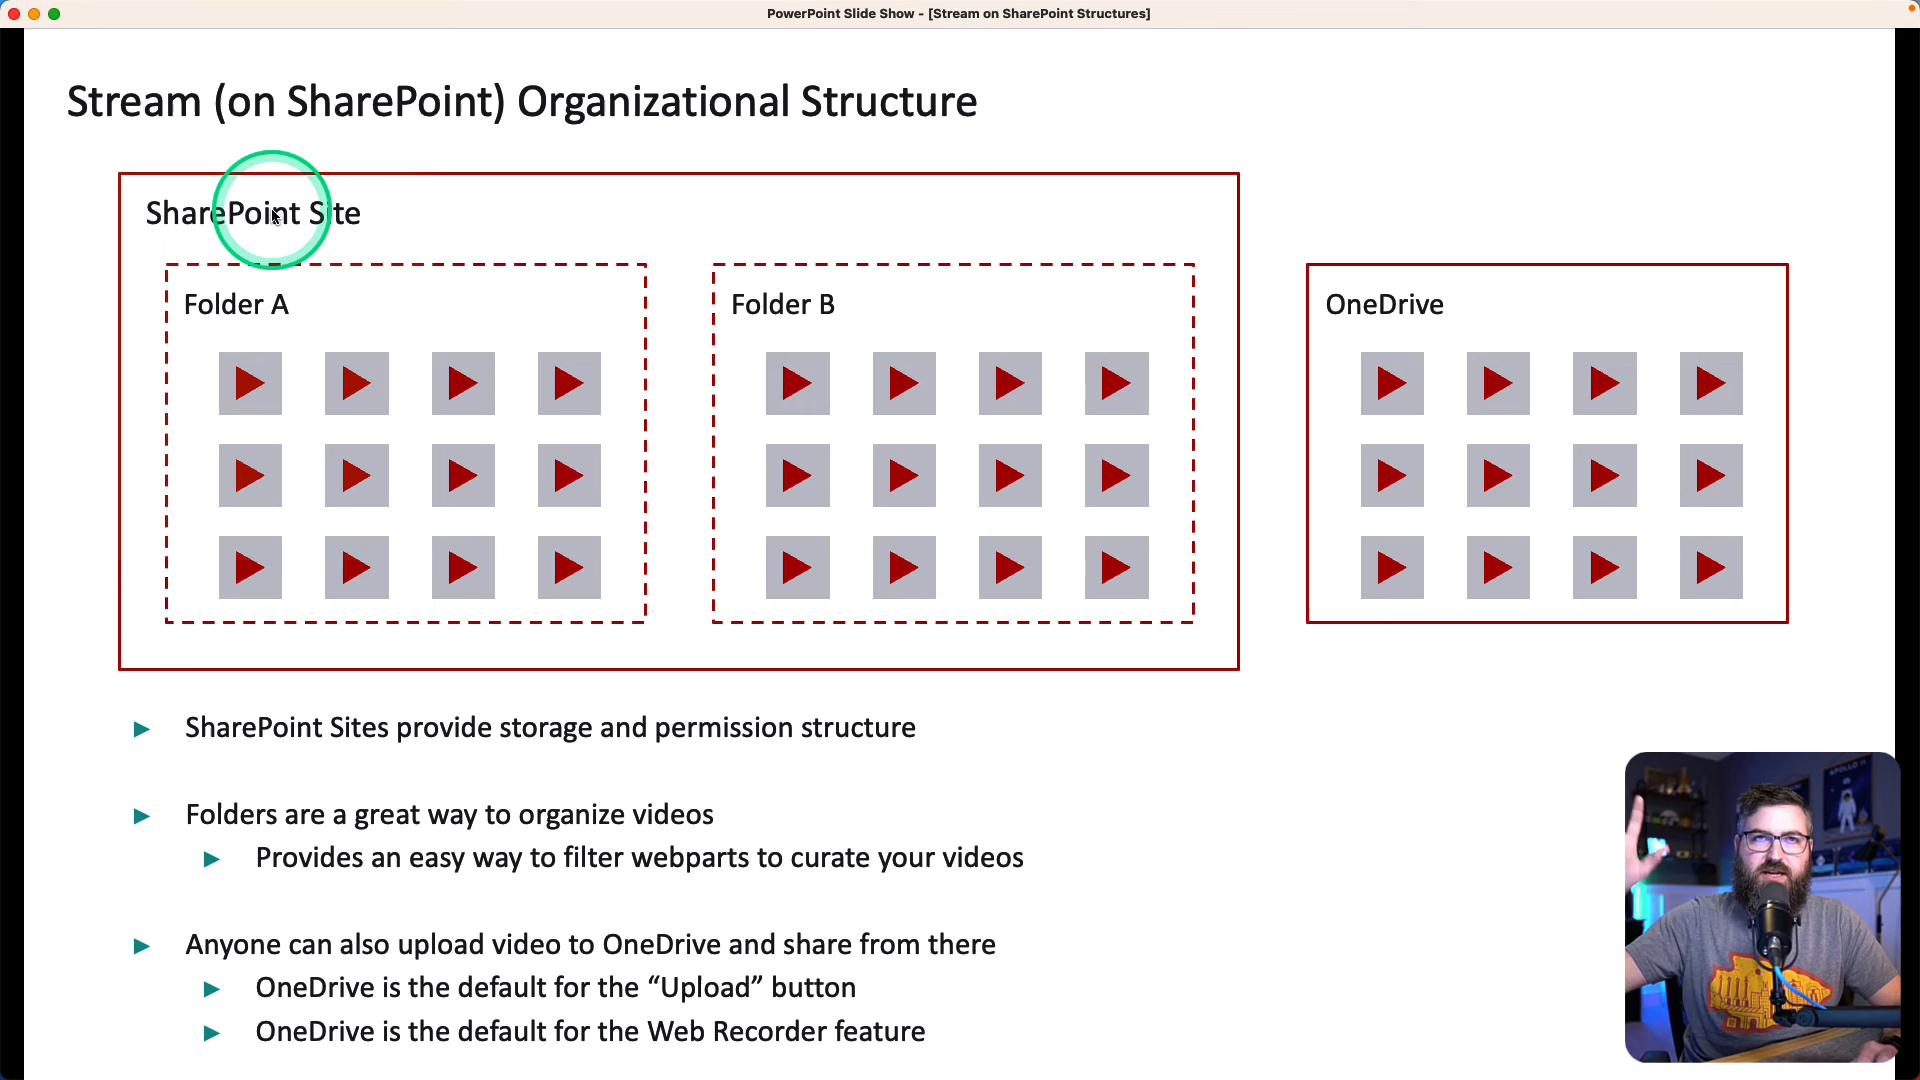 PowerPoint Slide Show - [Stream on SharePoint Structures]
Stream (on SharePoint) Organizational Structure
SharePoint Site
Folder A
Folder B
OneDrive
SharePoint Sites provide storage and permission structure
Folders are a great way to organize videos
Provides an easy way to filter webparts to curate your videos
Anyone can also upload video to OneDrive and share from there
OneDrive is the default for the “Upload” button
OneDrive is the default for the Web Recorder feature
APOLLO 11